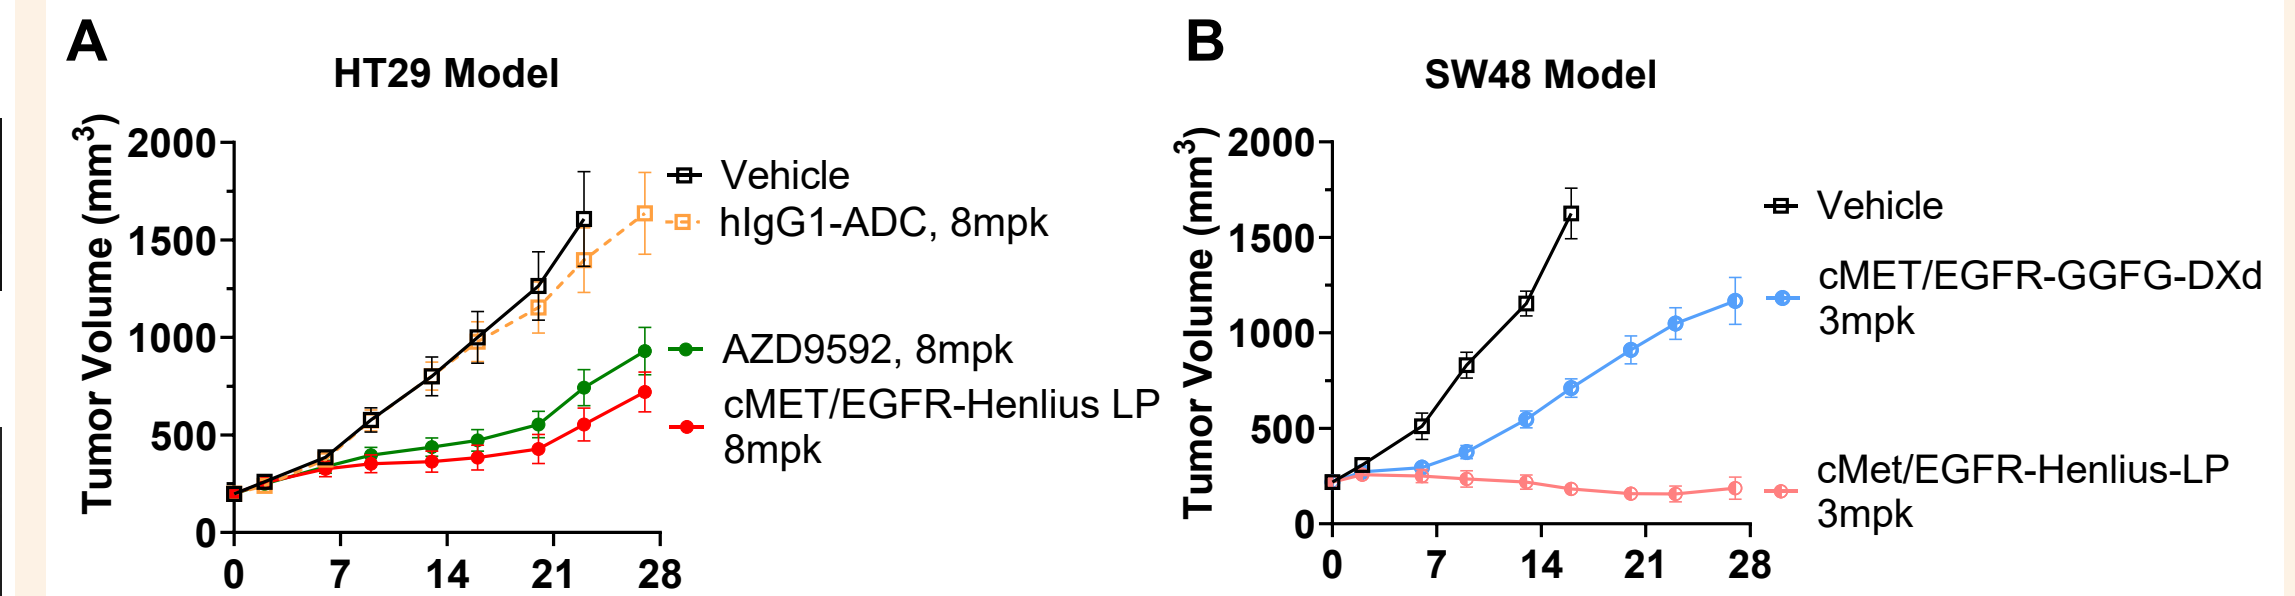 A
HT29 Model
Tumor Volume (mm³)
2000
1500
1000
500
0
0 7 14 21 28
Vehicle
hIgG1-ADC, 8mpk
AZD9592, 8mpk
cMET/EGFR-Henlius LP
8mpk
B
SW48 Model
Tumor Volume (mm³)
2000
1500
1000
500
0
0 7 14 21 28
Vehicle
cMET/EGFR-GGFG-DXd
3mpk
cMet/EGFR-Henlius-LP
3mpk